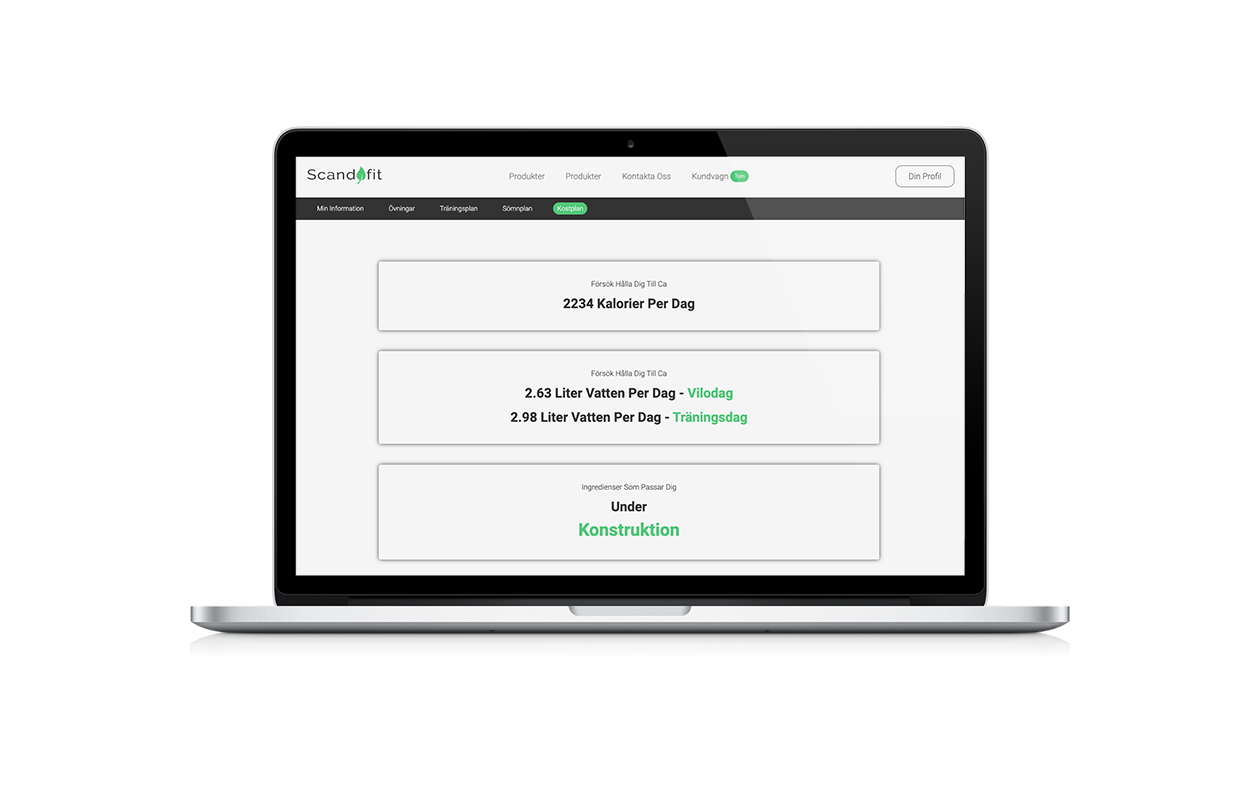 Scandfit
Produkter Produkter Kontakta Oss Kundvagn Tom
Din Profil
Min Information Övningar Träningsplan Sömnplan Kostplan
Försök Hålla Dig Till Ca
2234 Kalorier Per Dag
Försök Hålla Dig Till Ca
2.63 Liter Vatten Per Dag - Vilodag
2.98 Liter Vatten Per Dag - Träningsdag
Ingredienser Som Passar Dig
Under
Konstruktion